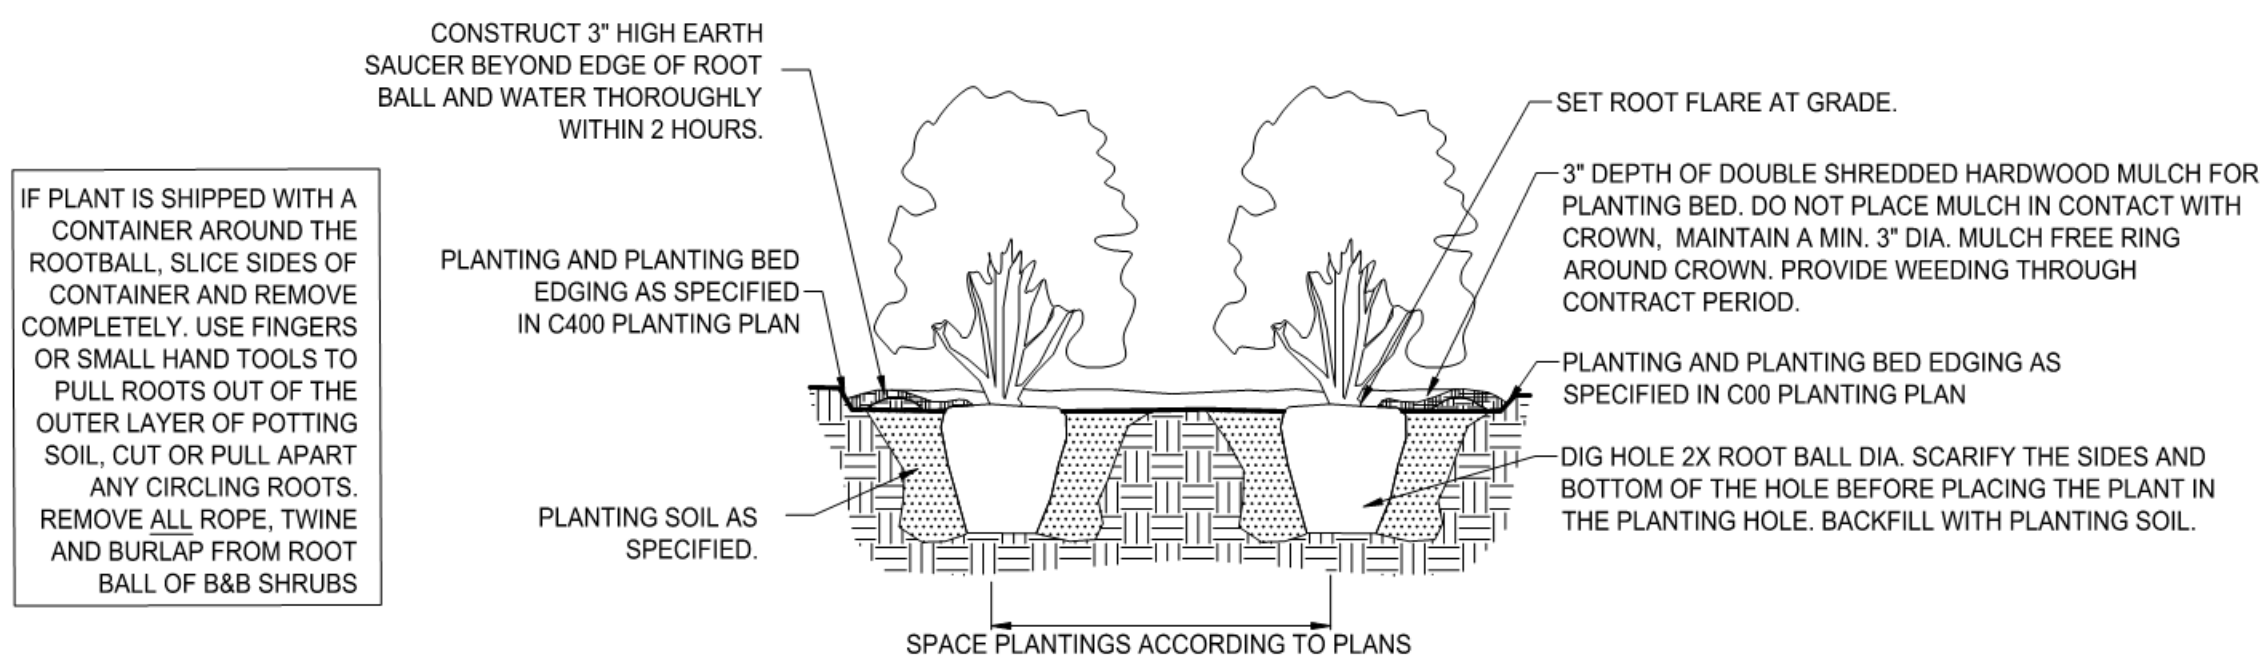 CONSTRUCT 3" HIGH EARTH
SAUCER BEYOND EDGE OF ROOT
BALL AND WATER THOROUGHLY
WITHIN 2 HOURS.
IF PLANT IS SHIPPED WITH A
CONTAINER AROUND THE
ROOTBALL, SLICE SIDES OF
CONTAINER AND REMOVE
COMPLETELY. USE FINGERS
OR SMALL HAND TOOLS TO
PULL ROOTS OUT OF THE
OUTER LAYER OF POTTING
SOIL, CUT OR PULL APART
ANY CIRCLING ROOTS.
REMOVE ALL ROPE, TWINE
AND BURLAP FROM ROOT
BALL OF B&B SHRUBS
PLANTING AND PLANTING BED
EDGING AS SPECIFIED
IN C400 PLANTING PLAN
PLANTING SOIL AS
SPECIFIED.
SET ROOT FLARE AT GRADE.
3" DEPTH OF DOUBLE SHREDDED HARDWOOD MULCH FOR
PLANTING BED. DO NOT PLACE MULCH IN CONTACT WITH
CROWN, MAINTAIN A MIN. 3" DIA. MULCH FREE RING
AROUND CROWN. PROVIDE WEEDING THROUGH
CONTRACT PERIOD.
PLANTING AND PLANTING BED EDGING AS
SPECIFIED IN C00 PLANTING PLAN
DIG HOLE 2X ROOT BALL DIA. SCARIFY THE SIDES AND
BOTTOM OF THE HOLE BEFORE PLACING THE PLANT IN
THE PLANTING HOLE. BACKFILL WITH PLANTING SOIL.
SPACE PLANTINGS ACCORDING TO PLANS